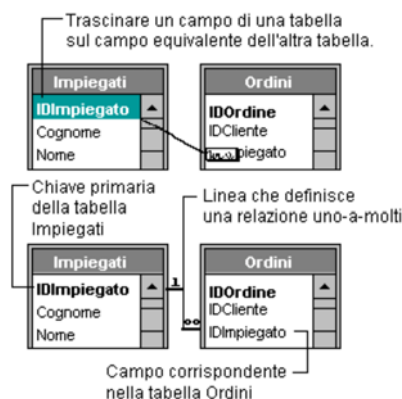 Trascinare un campo di una tabella
sul campo equivalente dell'altra tabella.
Impiegati
IDImpiegato
Cognome
Nome
Ordini
IDOrdine
IDCliente
piegato
Chiave primaria
della tabella
Impiegati
Linea che definisce
una relazione uno-a-molti
Impiegati
IDImpiegato
Cognome
Nome
1
∞
Ordini
IDOrdine
IDCliente
IDImpiegato
Campo corrispondente
nella tabella Ordini